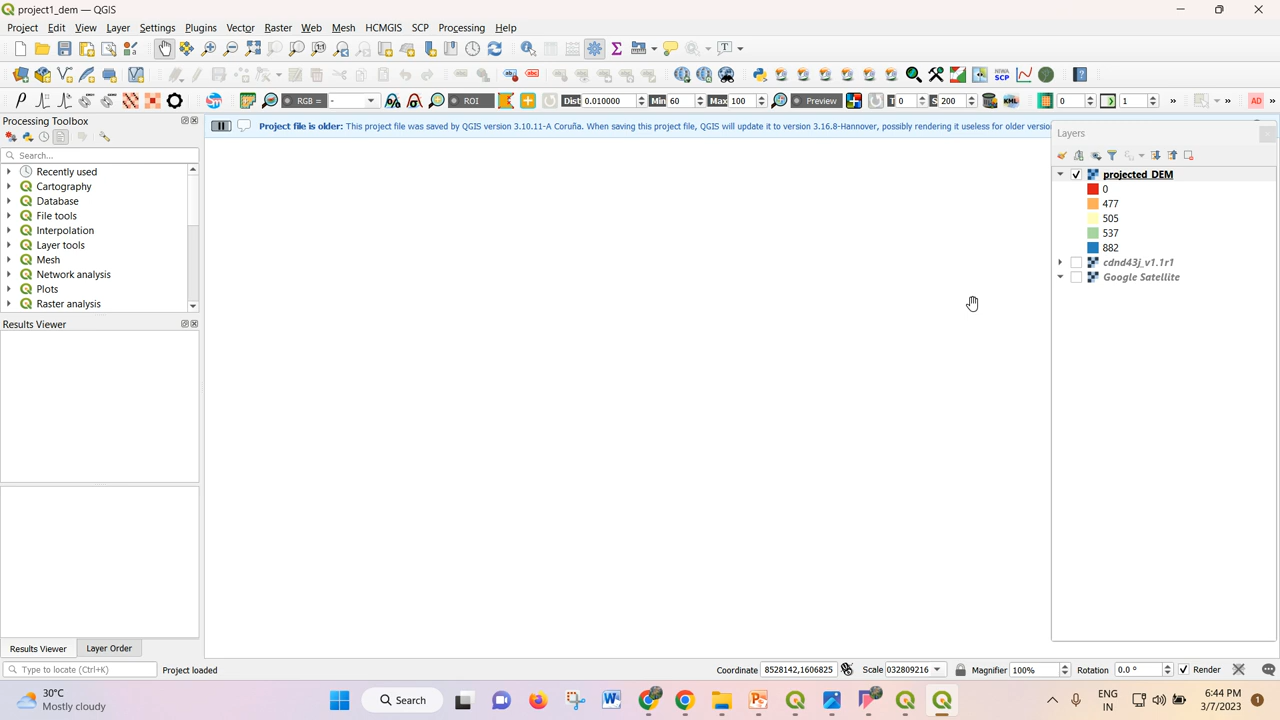 project1_dem — QGIS
Project Edit View Layer Settings Plugins Vector Raster Web Mesh HCMGIS SCP Processing Help
RGB = - ROI Dist 0.010000 Min 60 Max 100 Preview T 0 S 200 KML 0 1 » » AD »
Processing Toolbox
Project file is older: This project file was saved by QGIS version 3.10.11-A Coruña. When saving this project file, QGIS will update it to version 3.16.8-Hannover, possibly rendering it useless for older versio
Search...
Recently used
Cartography
Database
File tools
Interpolation
Layer tools
Mesh
Network analysis
Plots
Raster analysis
Results Viewer
Layers
projected_DEM
0
477
505
537
882
cdnd43j_v1.1r1
Google Satellite
Results Viewer Layer Order
Type to locate (Ctrl+K) Project loaded Coordinate 8528142,1606825 Scale 032809216 Magnifier 100% Rotation 0.0 ° Render
30°C
Mostly cloudy
Search
ENG
IN
6:44 PM
3/7/2023
1